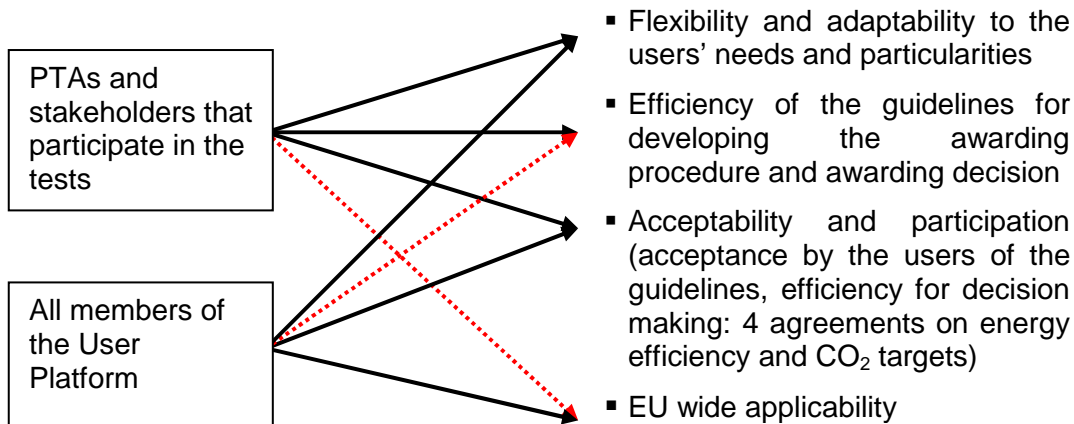 PTAs and
stakeholders that
participate in the
tests
All members of
the User
Platform
▪ Flexibility and adaptability to the
users’ needs and particularities
▪ Efficiency of the guidelines for
developing the awarding
procedure and awarding decision
▪ Acceptability and participation
(acceptance by the users of the
guidelines, efficiency for decision
making: 4 agreements on energy
efficiency and CO₂ targets)
▪ EU wide applicability